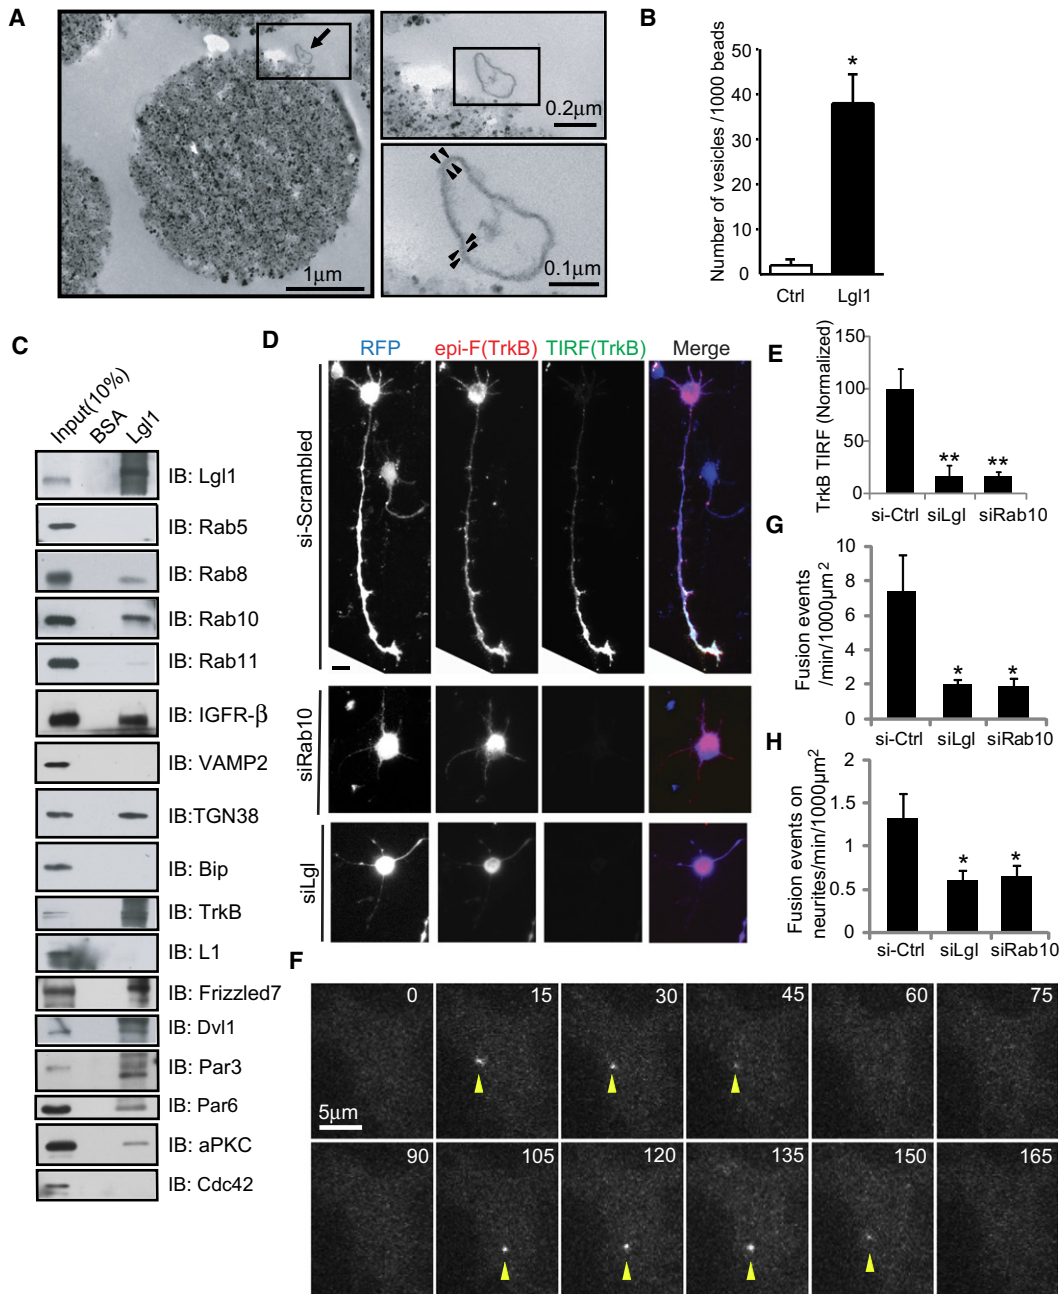 A
1μm
0.2μm
0.1μm
B
Number of vesicles /1000 beads
50
40
30
20
10
0
*
Ctrl
Lgl1
C
Input(10%)
BSA
Lgl1
IB: Lgl1
IB: Rab5
IB: Rab8
IB: Rab10
IB: Rab11
IB: IGFR-β
IB: VAMP2
IB:TGN38
IB: Bip
IB: TrkB
IB: L1
IB: Frizzled7
IB: Dvl1
IB: Par3
IB: Par6
IB: aPKC
IB: Cdc42
D
RFP
epi-F(TrkB)
TIRF(TrkB)
Merge
si-Scrambled
siRab10
siLgl
E
TrkB TIRF (Normalized)
150
100
50
0
**
**
si-Ctrl
siLgl
siRab10
G
Fusion events
/min/1000μm²
10
8
6
4
2
0
*
*
si-Ctrl
siLgl
siRab10
H
Fusion events on
neurites/min/1000μm²
2
1.5
1
0.5
0
*
*
si-Ctrl
siLgl
siRab10
F
0
15
30
45
60
75
5μm
90
105
120
135
150
165